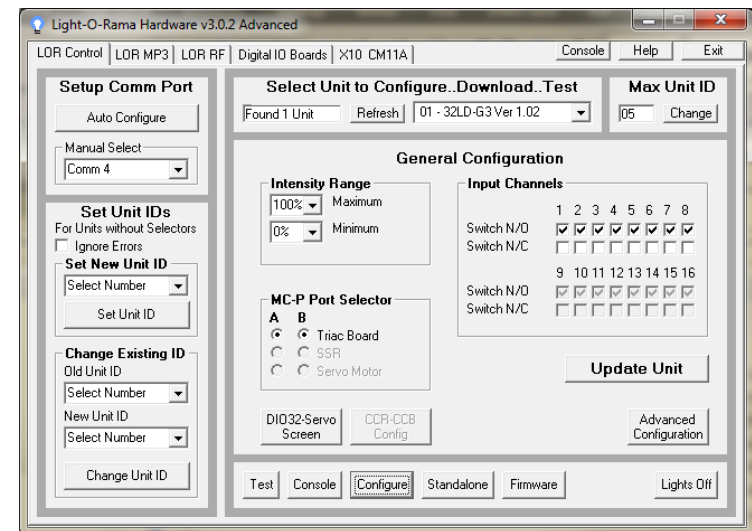 Light-O-Rama Hardware v3.0.2 Advanced
LOR Control LOR MP3 LOR RF Digital IO Boards X10 CM11A Console Help Exit
Setup Comm Port
Auto Configure
Manual Select
Comm 4
Set Unit IDs
For Units without Selectors
Ignore Errors
Set New Unit ID
Select Number
Set Unit ID
Change Existing ID
Old Unit ID
Select Number
New Unit ID
Select Number
Change Unit ID
Select Unit to Configure..Download..Test
Found 1 Unit Refresh 01 - 32LD-G3 Ver 1.02
Max Unit ID
05 Change
General Configuration
Intensity Range
100% Maximum
0% Minimum
MC-P Port Selector
A B
Triac Board
SSR
Servo Motor
Input Channels
1 2 3 4 5 6 7 8
Switch N/O
Switch N/C
9 10 11 12 13 14 15 16
Switch N/O
Switch N/C
Update Unit
DIO32-Servo
Screen
CCR-CCB
Config
Advanced
Configuration
Test Console Configure Standalone Firmware Lights Off